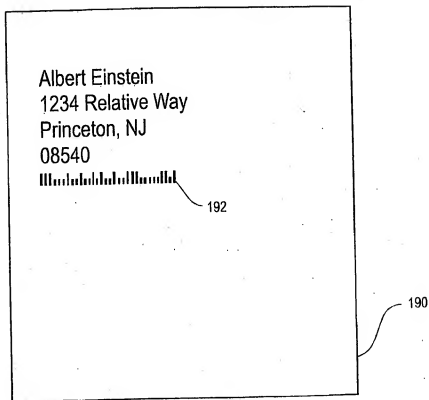 Albert Einstein
1234 Relative Way
Princeton, NJ
08540
192
190